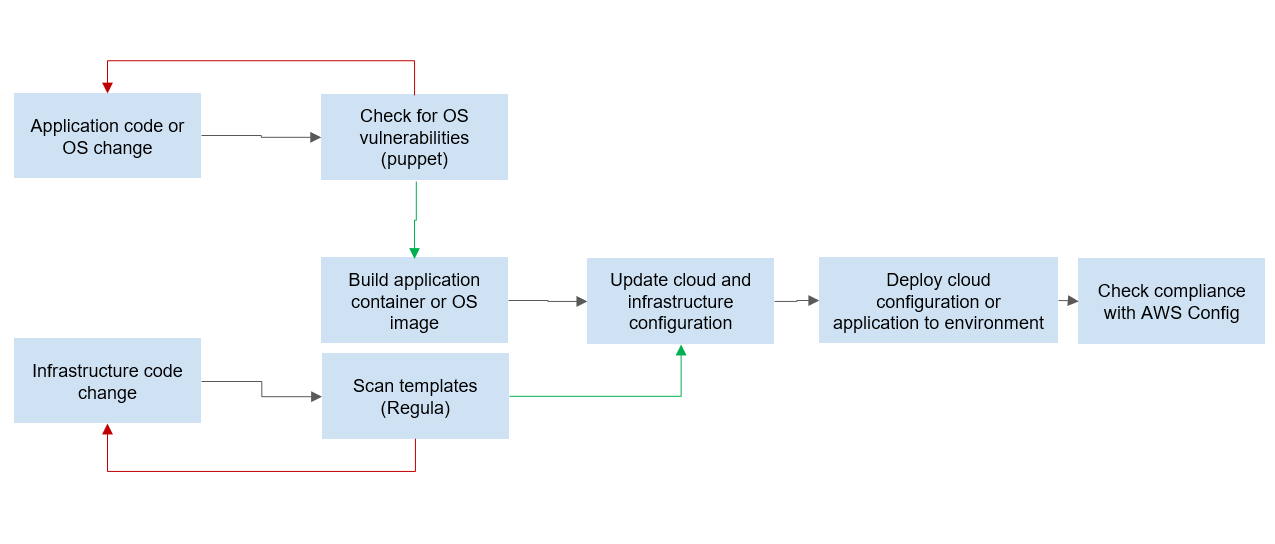 Application code or
OS change
Check for OS
vulnerabilities
(puppet)
Build application
container or OS
image
Update cloud and
infrastructure
configuration
Deploy cloud
configuration or
application to environment
Check compliance
with AWS Config
Infrastructure code
change
Scan templates
(Regula)